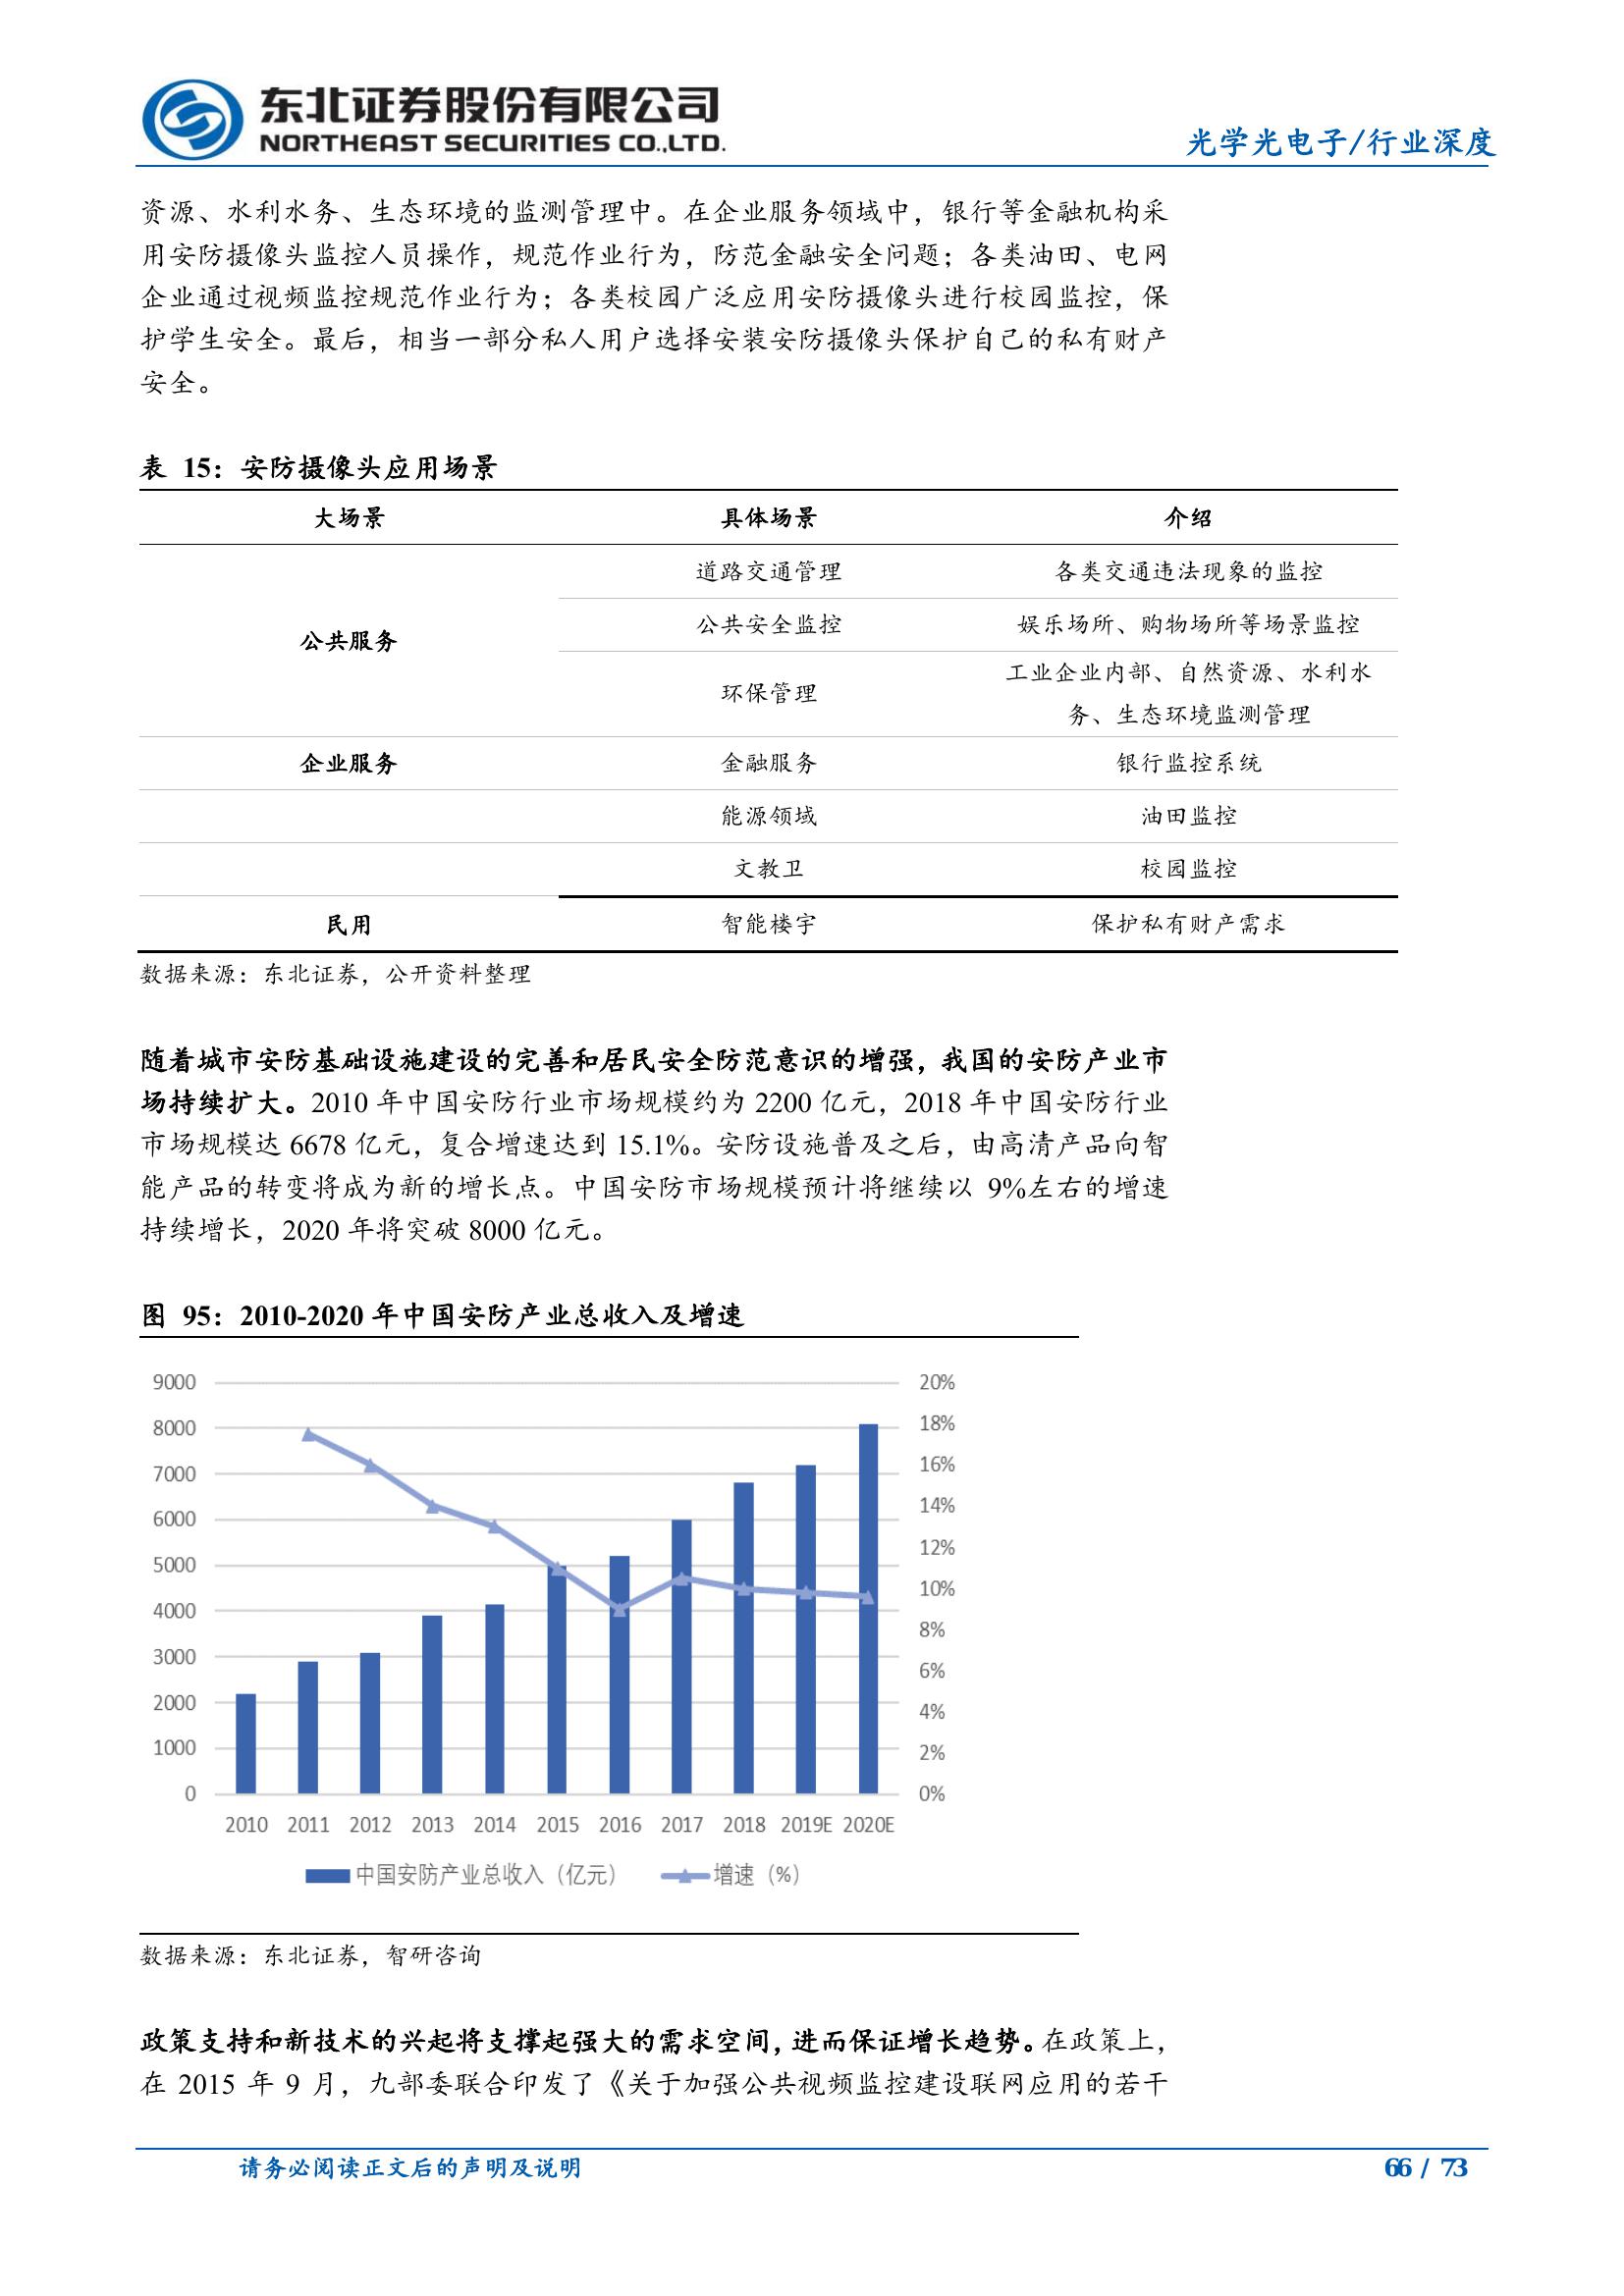 东北证券股份有限公司
NORTHEAST SECURITIES CO.,LTD.
光学光电子/行业深度
资源、水利水务、生态环境的监测管理中。在企业服务领域中，银行等金融机构采
用安防摄像头监控人员操作，规范作业行为，防范金融安全问题；各类油田、电网
企业通过视频监控规范作业行为；各类校园广泛应用安防摄像头进行校园监控，保
护学生安全。最后，相当一部分私人用户选择安装安防摄像头保护自己的私有财产
安全。
表 15：安防摄像头应用场景
大场景 具体场景 介绍
道路交通管理 各类交通违法现象的监控
公共服务 公共安全监控 娱乐场所、购物场所等场景监控
环保管理 工业企业内部、自然资源、水利水
务、生态环境监测管理
企业服务 金融服务 银行监控系统
能源领域 油田监控
文教卫 校园监控
民用 智能楼宇 保护私有财产需求
数据来源：东北证券，公开资料整理
随着城市安防基础设施建设的完善和居民安全防范意识的增强，我国的安防产业市
场持续扩大。2010 年中国安防行业市场规模约为 2200 亿元，2018 年中国安防行业
市场规模达 6678 亿元，复合增速达到 15.1%。安防设施普及之后，由高清产品向智
能产品的转变将成为新的增长点。中国安防市场规模预计将继续以 9%左右的增速
持续增长，2020 年将突破 8000 亿元。
图 95：2010-2020 年中国安防产业总收入及增速
9000 20%
8000 18%
7000 16%
6000 14%
5000 12%
4000 10%
3000 8%
2000 6%
1000 4%
0 2%
0%
2010 2011 2012 2013 2014 2015 2016 2017 2018 2019E 2020E
中国安防产业总收入（亿元） 增速（%）
数据来源：东北证券，智研咨询
政策支持和新技术的兴起将支撑起强大的需求空间，进而保证增长趋势。在政策上，
在 2015 年 9 月，九部委联合印发了《关于加强公共视频监控建设联网应用的若干
请务必阅读正文后的声明及说明 66 / 73